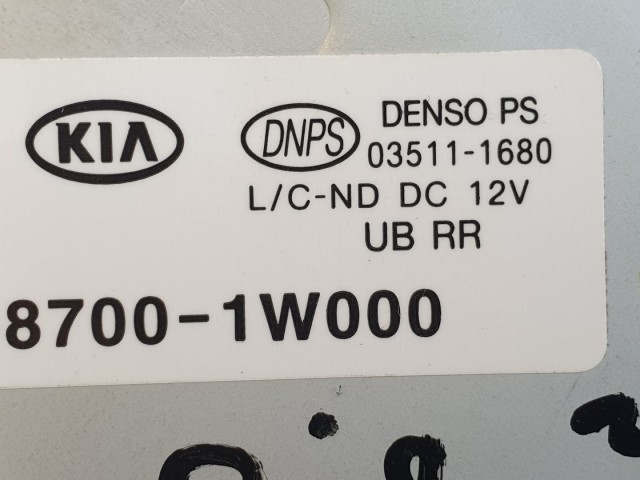 KIA
DNPS
DENSO PS
03511-1680
L/C-ND DC 12V
UB RR
8700-1W000